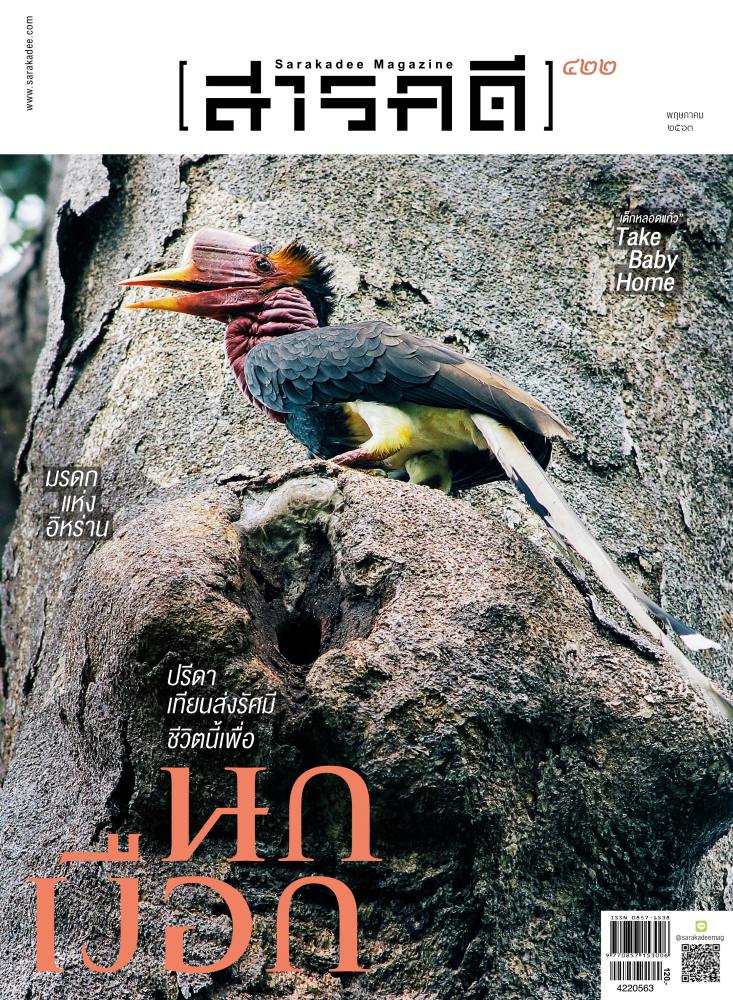 www.sarakadee.com
Sarakadee Magazine
[สารคดี]
๔๒๒
พฤษภาคม
๒๕๖๓
"เด็กหลอดแก้ว"
Take
Baby
Home
มรดก
แห่ง
อิหร่าน
ปรีดา
เทียนส่งรัศมี
ชีวิตนี้เพื่อ
นก
เงือก
ISSN 0857-1538
9 770857 153006
120.-
4220563
@sarakadeemag